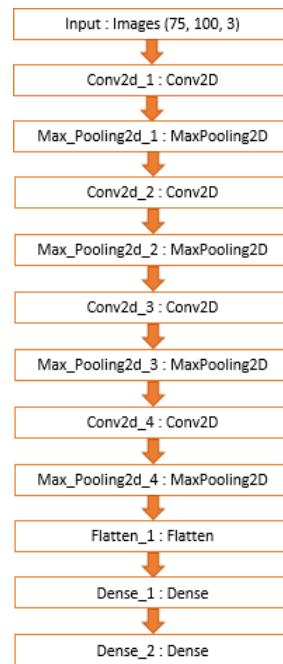 Input : Images (75, 100, 3)
Conv2d_1 : Conv2D
Max_Pooling2d_1 : MaxPooling2D
Conv2d_2 : Conv2D
Max_Pooling2d_2 : MaxPooling2D
Conv2d_3 : Conv2D
Max_Pooling2d_3 : MaxPooling2D
Conv2d_4 : Conv2D
Max_Pooling2d_4 : MaxPooling2D
Flatten_1 : Flatten
Dense_1 : Dense
Dense_2 : Dense